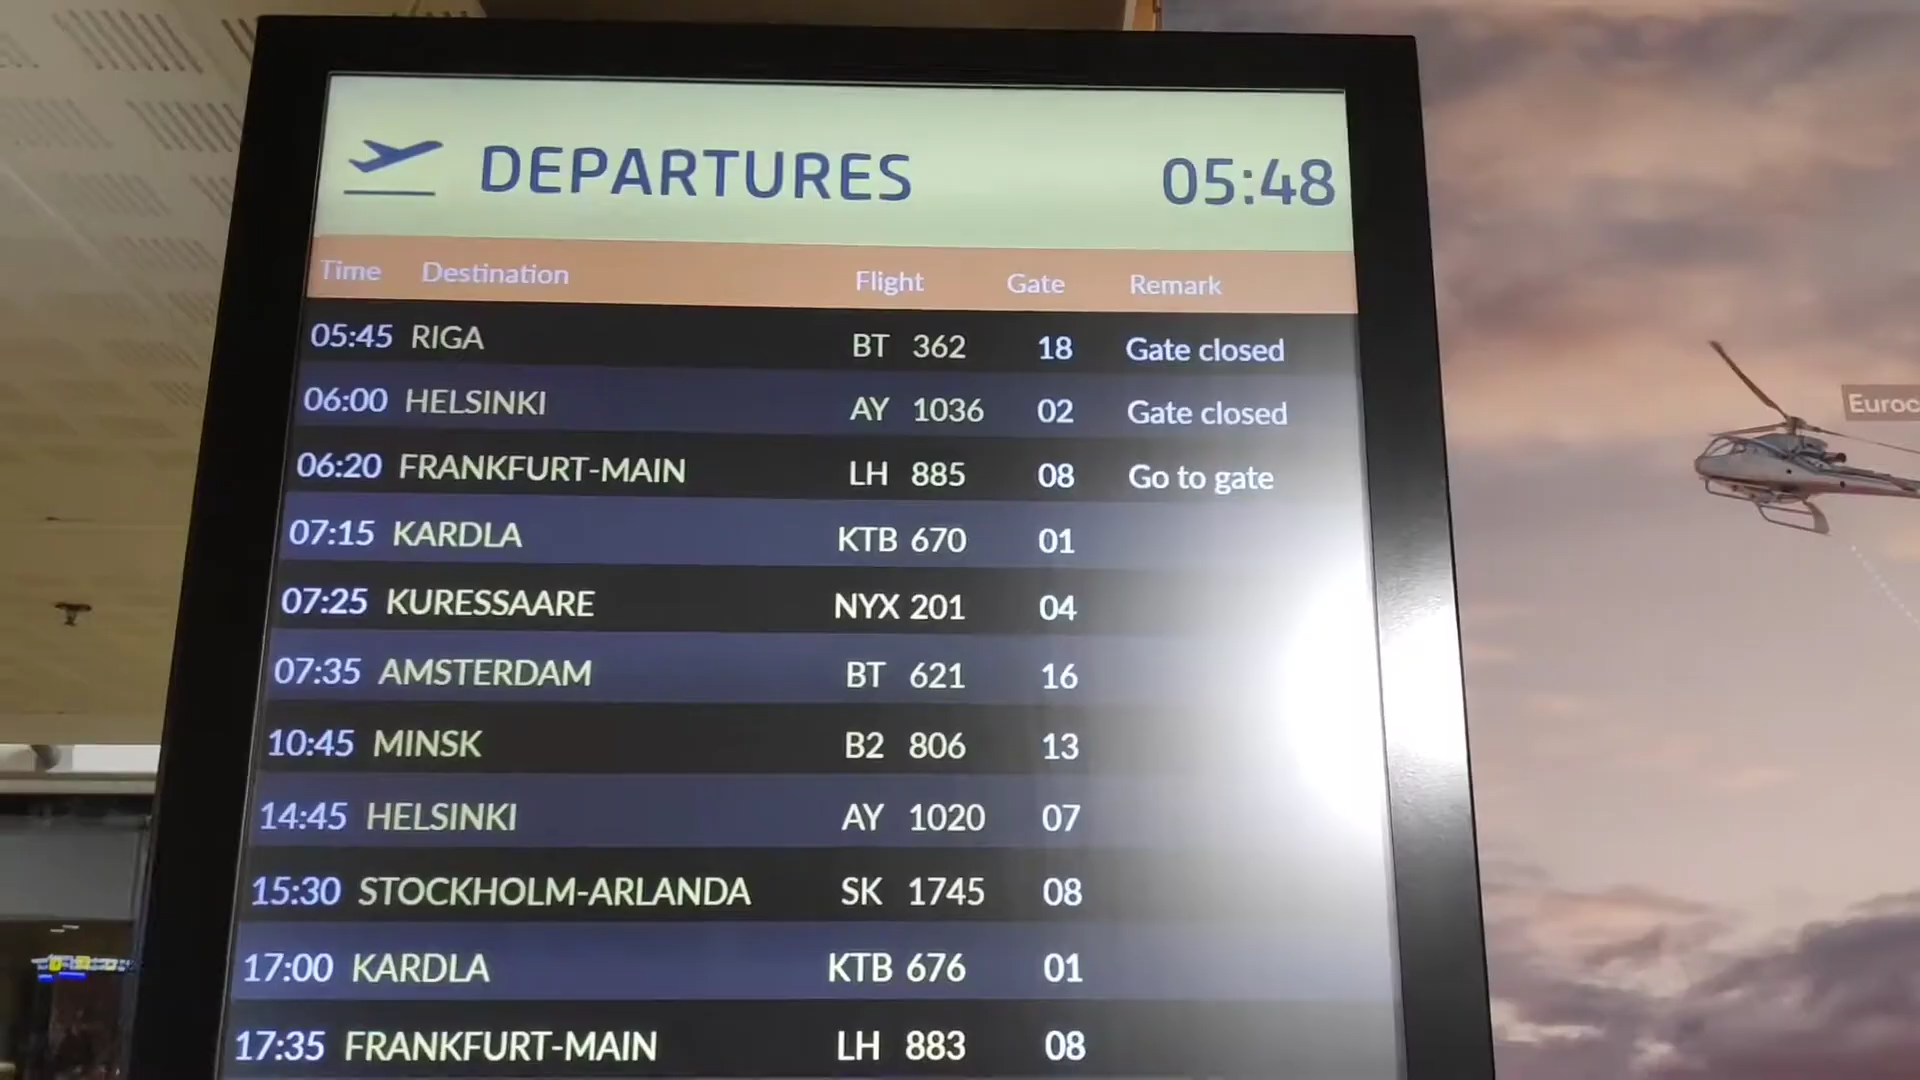 DEPARTURES 05:48
Time Destination Flight Gate Remark
05:45 RIGA BT 362 18 Gate closed
06:00 HELSINKI AY 1036 02 Gate closed
06:20 FRANKFURT-MAIN LH 885 08 Go to gate
07:15 KARDLA KTB 670 01
07:25 KURESSAARE NYX 201 04
07:35 AMSTERDAM BT 621 16
10:45 MINSK B2 806 13
14:45 HELSINKI AY 1020 07
15:30 STOCKHOLM-ARLANDA SK 1745 08
17:00 KARDLA KTB 676 01
17:35 FRANKFURT-MAIN LH 883 08